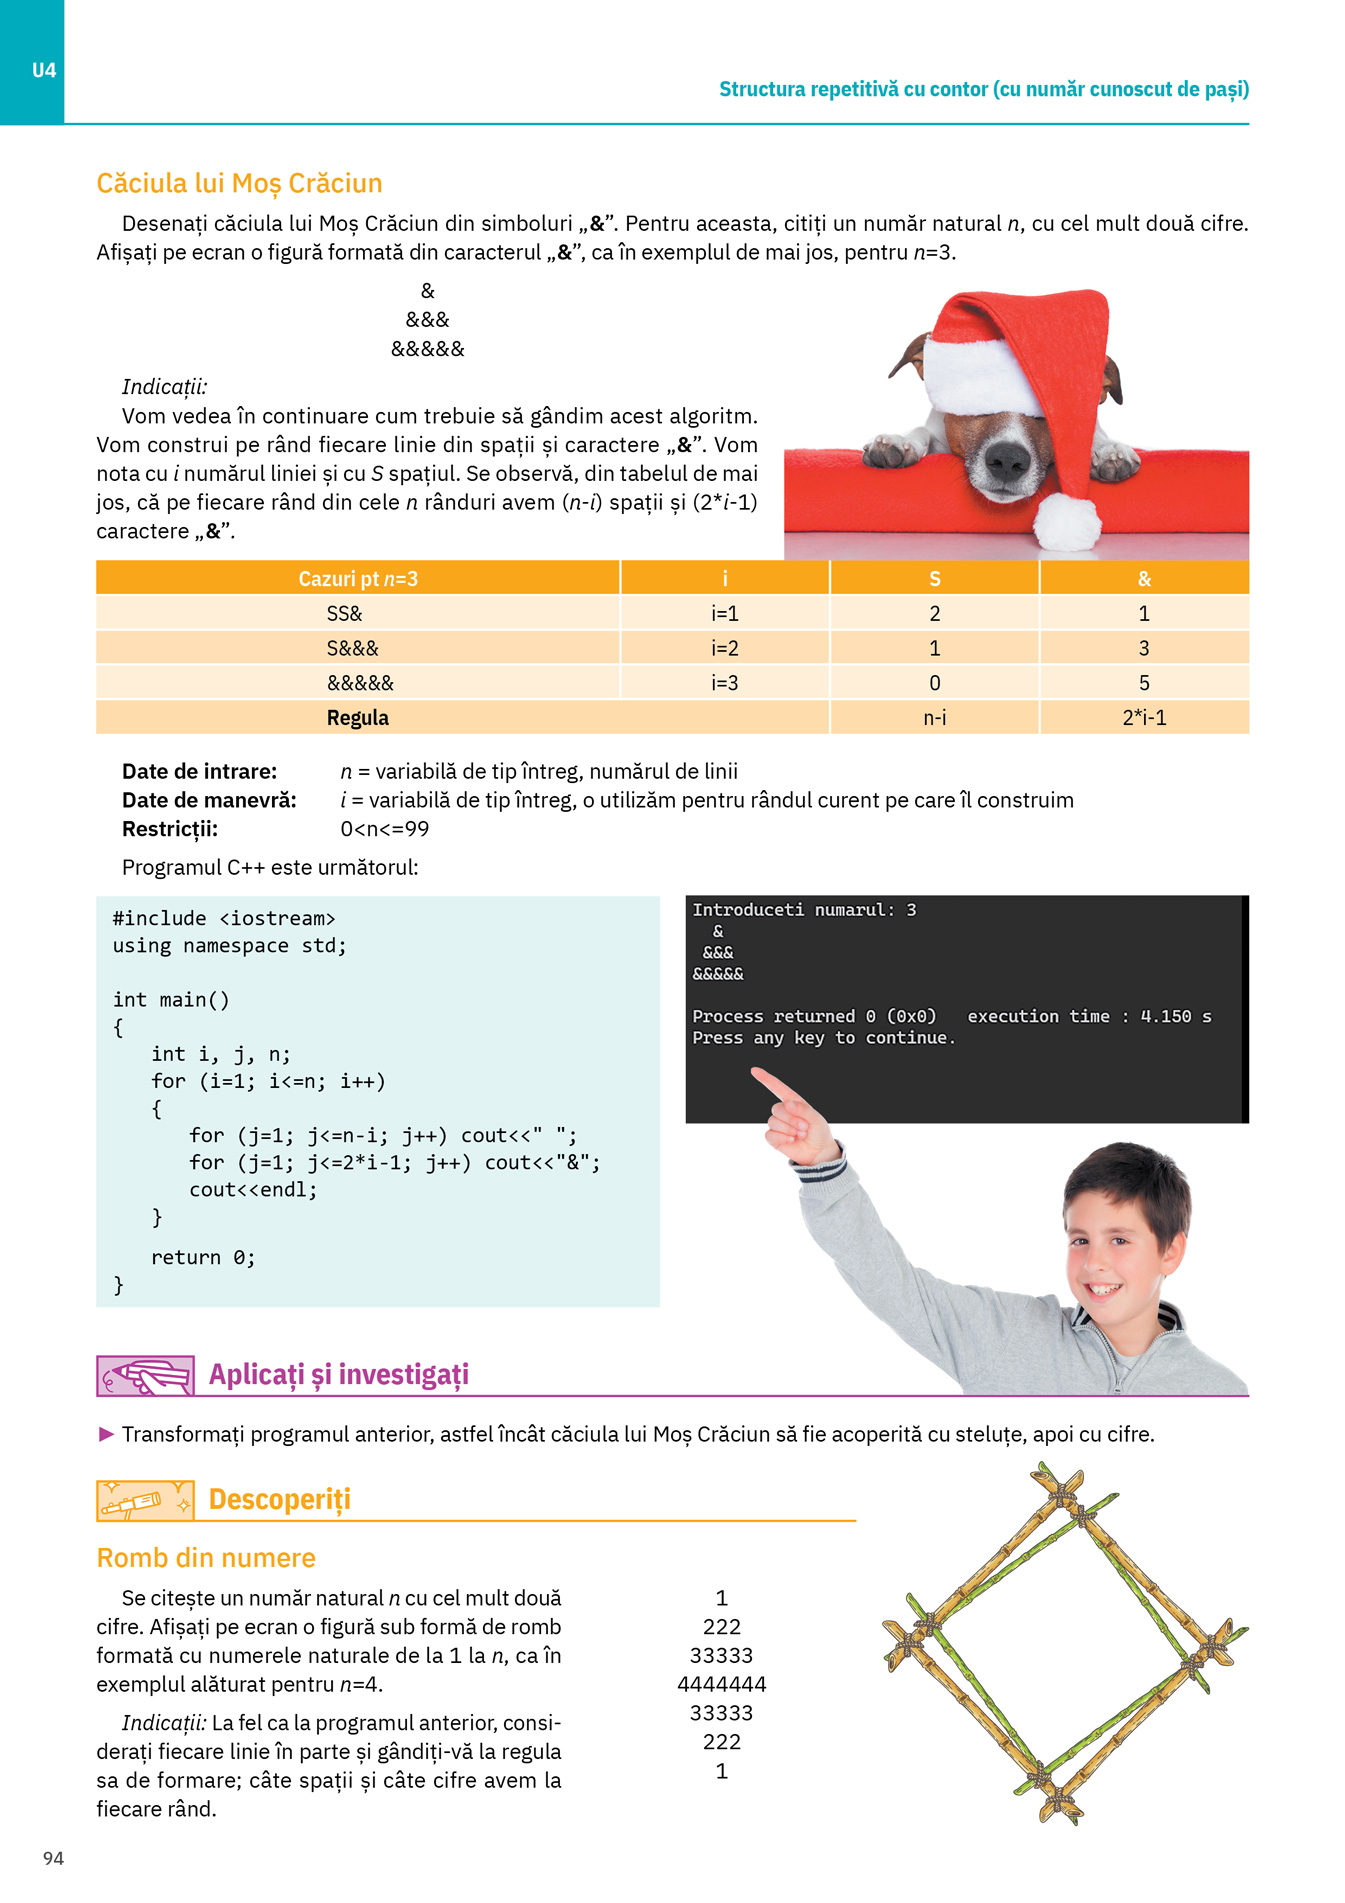 U4
Structura repetitivă cu contor (cu număr cunoscut de pași)
Căciula lui Moș Crăciun
Desenați căciula lui Moș Crăciun din simboluri „&”. Pentru aceasta, citiți un număr natural n, cu cel mult două cifre.
Afișați pe ecran o figură formată din caracterul „&”, ca în exemplul de mai jos, pentru n=3.
&
&&&
&&&&&
Indicații:
Vom vedea în continuare cum trebuie să gândim acest algoritm.
Vom construi pe rând fiecare linie din spații și caractere „&”. Vom
nota cu i numărul liniei și cu S spațiul. Se observă, din tabelul de mai
jos, că pe fiecare rând din cele n rânduri avem (n-i) spații și (2*i-1)
caractere „&”.
Cazuri pt n=3 i S &
SS& i=1 2 1
S&&& i=2 1 3
&&&&& i=3 0 5
Regula n-i 2*i-1
Date de intrare: n = variabilă de tip întreg, numărul de linii
Date de manevră: i = variabilă de tip întreg, o utilizăm pentru rândul curent pe care îl construim
Restricții: 0<n<=99
Programul C++ este următorul:
#include <iostream>
using namespace std;
int main()
{
int i, j, n;
for (i=1; i<=n; i++)
{
for (j=1; j<=n-i; j++) cout<<" ";
for (j=1; j<=2*i-1; j++) cout<<"&";
cout<<endl;
}
return 0;
}
Introduceti numarul: 3
&
&&&
&&&&&
Process returned 0 (0x0) execution time : 4.150 s
Press any key to continue.
Aplicați și investigați
► Transformați programul anterior, astfel încât căciula lui Moș Crăciun să fie acoperită cu steluțe, apoi cu cifre.
Descoperiți
Romb din numere
Se citește un număr natural n cu cel mult două
cifre. Afișați pe ecran o figură sub formă de romb
formată cu numerele naturale de la 1 la n, ca în
exemplul alăturat pentru n=4.
Indicații: La fel ca la programul anterior, consi-
derați fiecare linie în parte și gândiți-vă la regula
sa de formare; câte spații și câte cifre avem la
fiecare rând.
1
222
33333
4444444
33333
222
1
94